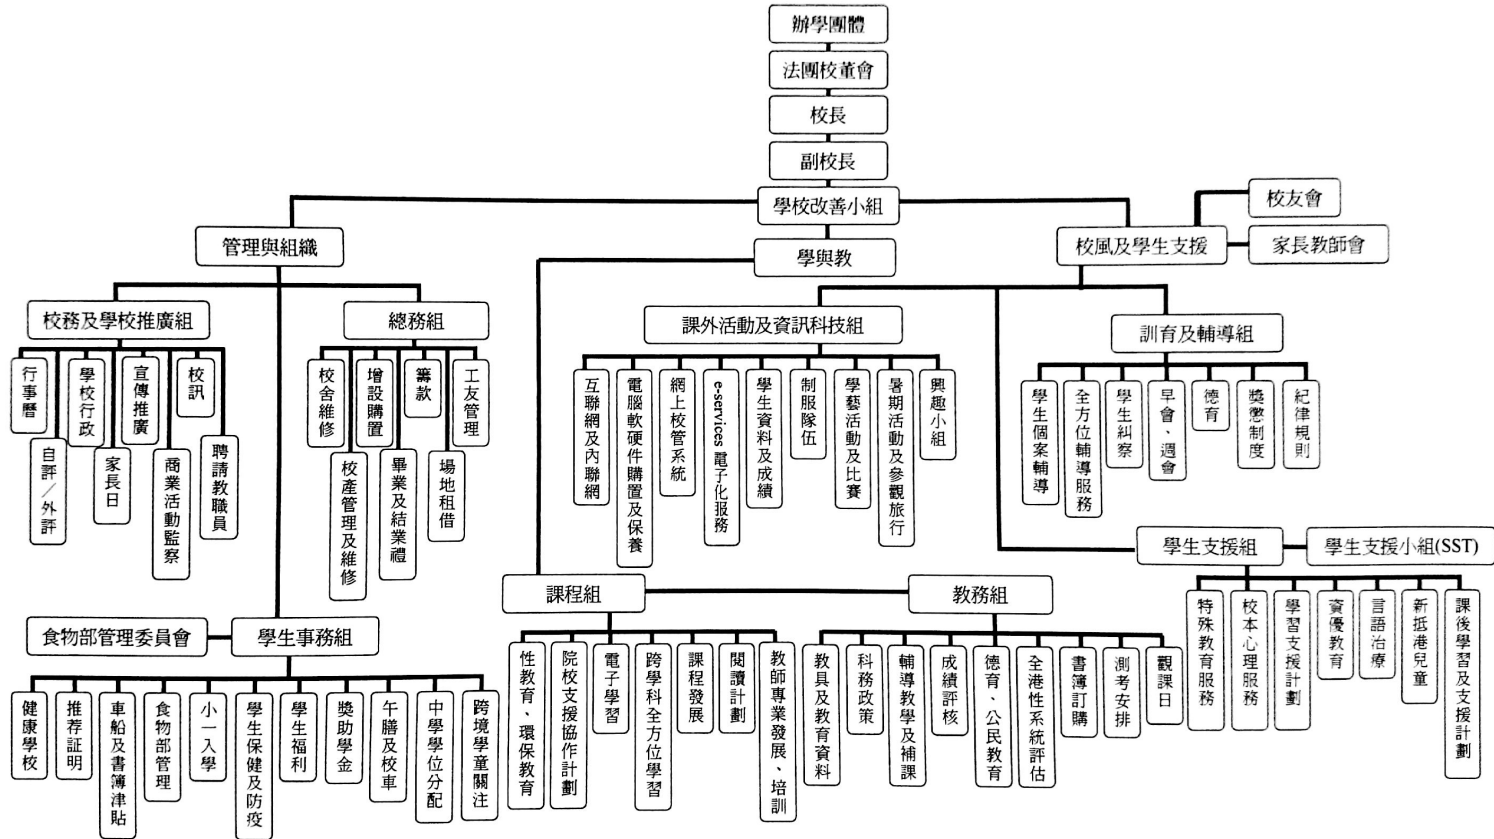 辦學團體
法團校董會
校長
副校長
學校改善小組
校友會
管理與組織
學與教
校風及學生支援
家長教師會
校務及學校推廣組
總務組
課外活動及資訊科技組
訓育及輔導組
行事曆
自評／外評
學校行政
家長日
宣傳推廣
商業活動監察
校訊
聘請教職員
校舍維修
校產管理及維修
增設購置
畢業及結業禮
籌款
場地租借
工友管理
互聯網及內聯網
電腦軟硬件購置及保養
網上校管系統
e-services 電子化服務
學生資料及成績
制服隊伍
學藝活動及比賽
暑期活動及參觀旅行
興趣小組
學生個案輔導
全方位輔導服務
學生糾察
早會、週會
德育
獎懲制度
紀律規則
學生支援組
學生支援小組(SST)
特殊教育服務
校本心理服務
學習支援計劃
資優教育
言語治療
新抵港兒童
課後學習及支援計劃
課程組
教務組
性教育、環保教育
院校支援協作計劃
電子學習
跨學科全方位學習
課程發展
閱讀計劃
教師專業發展、培訓
教具及教育資料
科務政策
輔導教學及補課
成績評核
德育、公民教育
全港性系統評估
書簿訂購
測考安排
觀課日
食物部管理委員會
學生事務組
健康學校
推荐証明
車船及書簿津貼
食物部管理
小一入學
學生保健及防疫
學生福利
獎助學金
午膳及校車
中學學位分配
跨境學童關注